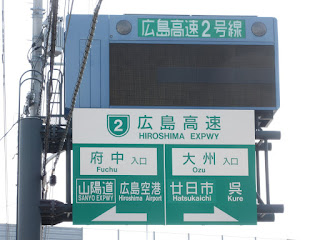 広島高速2号線
2 広島高速
HIROSHIMA EXPWY
府中 入口
Fuchu
大州 入口
Ozu
山陽道 広島空港
SANYO EXPWY Hiroshima Airport
廿日市 呉
Hatsukaichi Kure